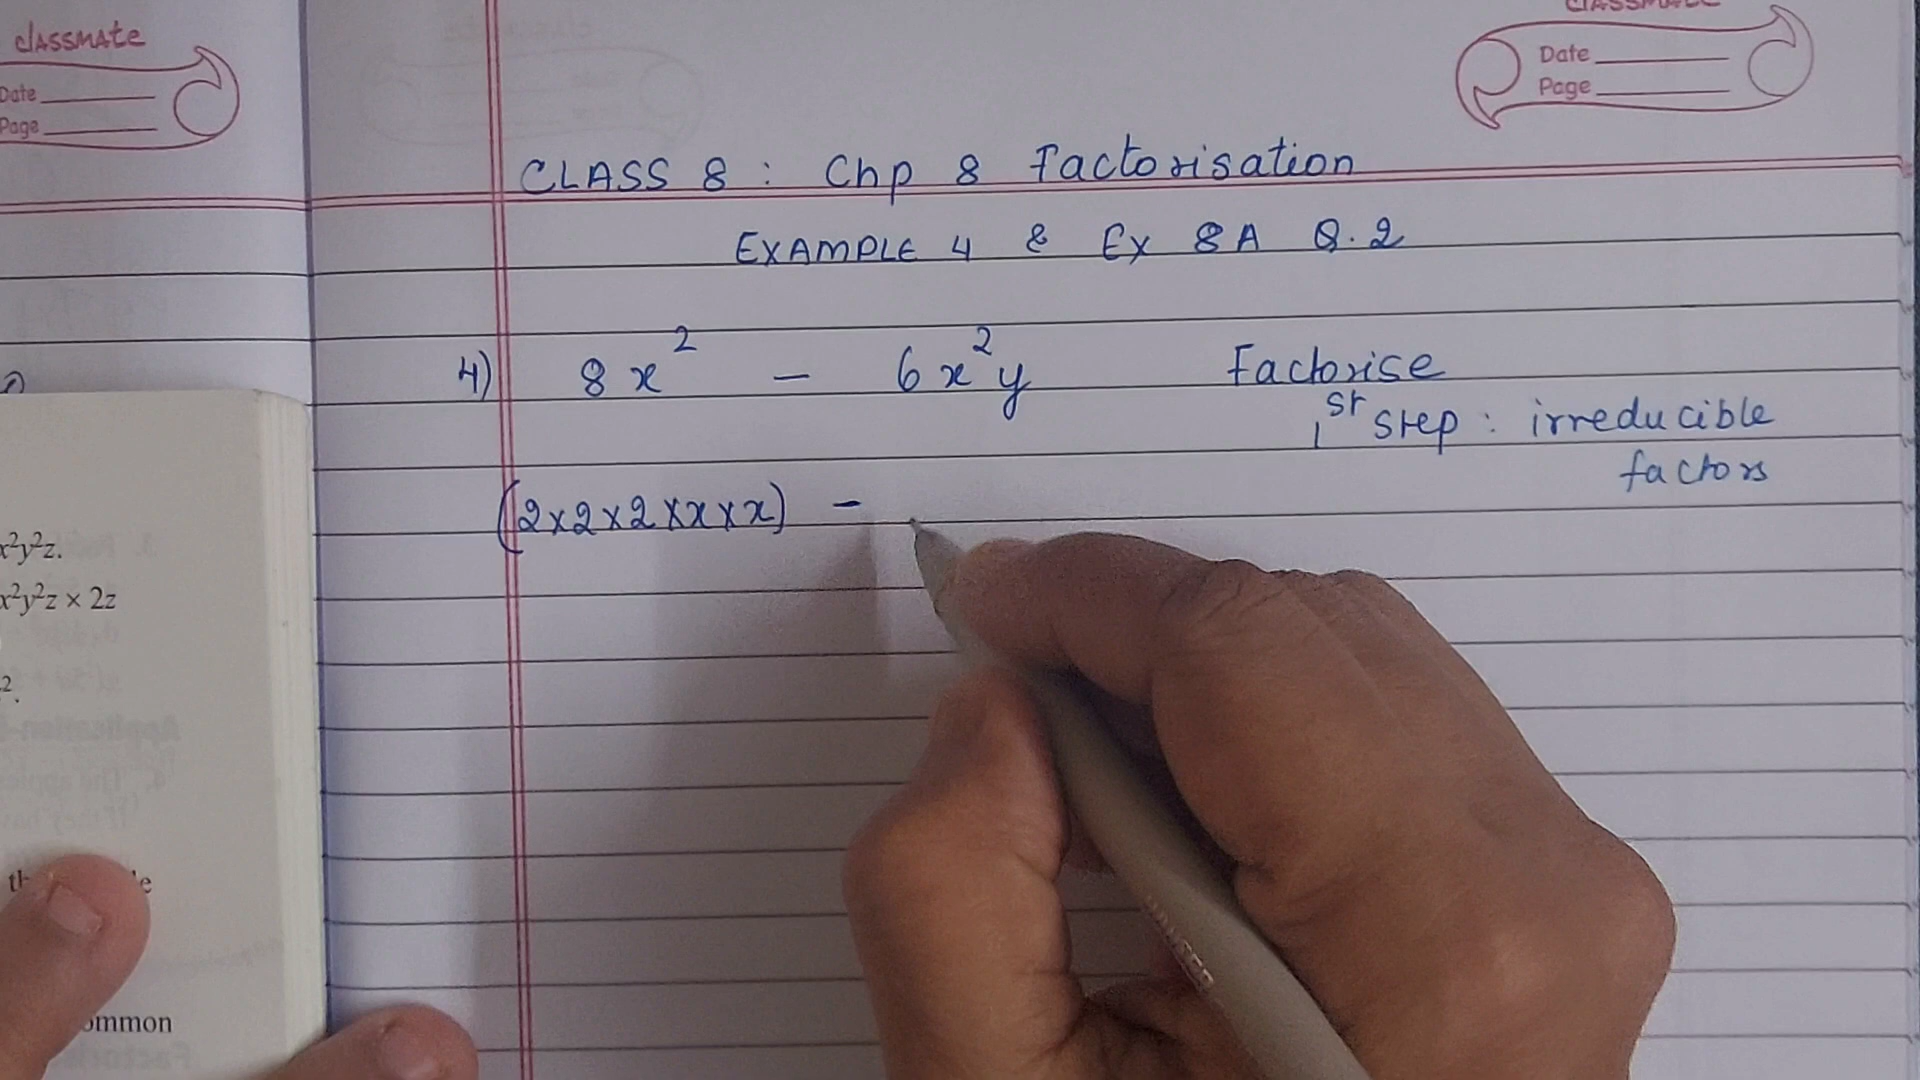 classmate
Date
Page
Date
Page
CLASS 8 : Chp 8 Factorisation
EXAMPLE 4 & Ex 8A Q.2
4) 8x² - 6x²y Factorise
1st step : irreducible
factors
(2×2×2×x×x) -
x²y²z.
x²y²z × 2z
2.
ommon